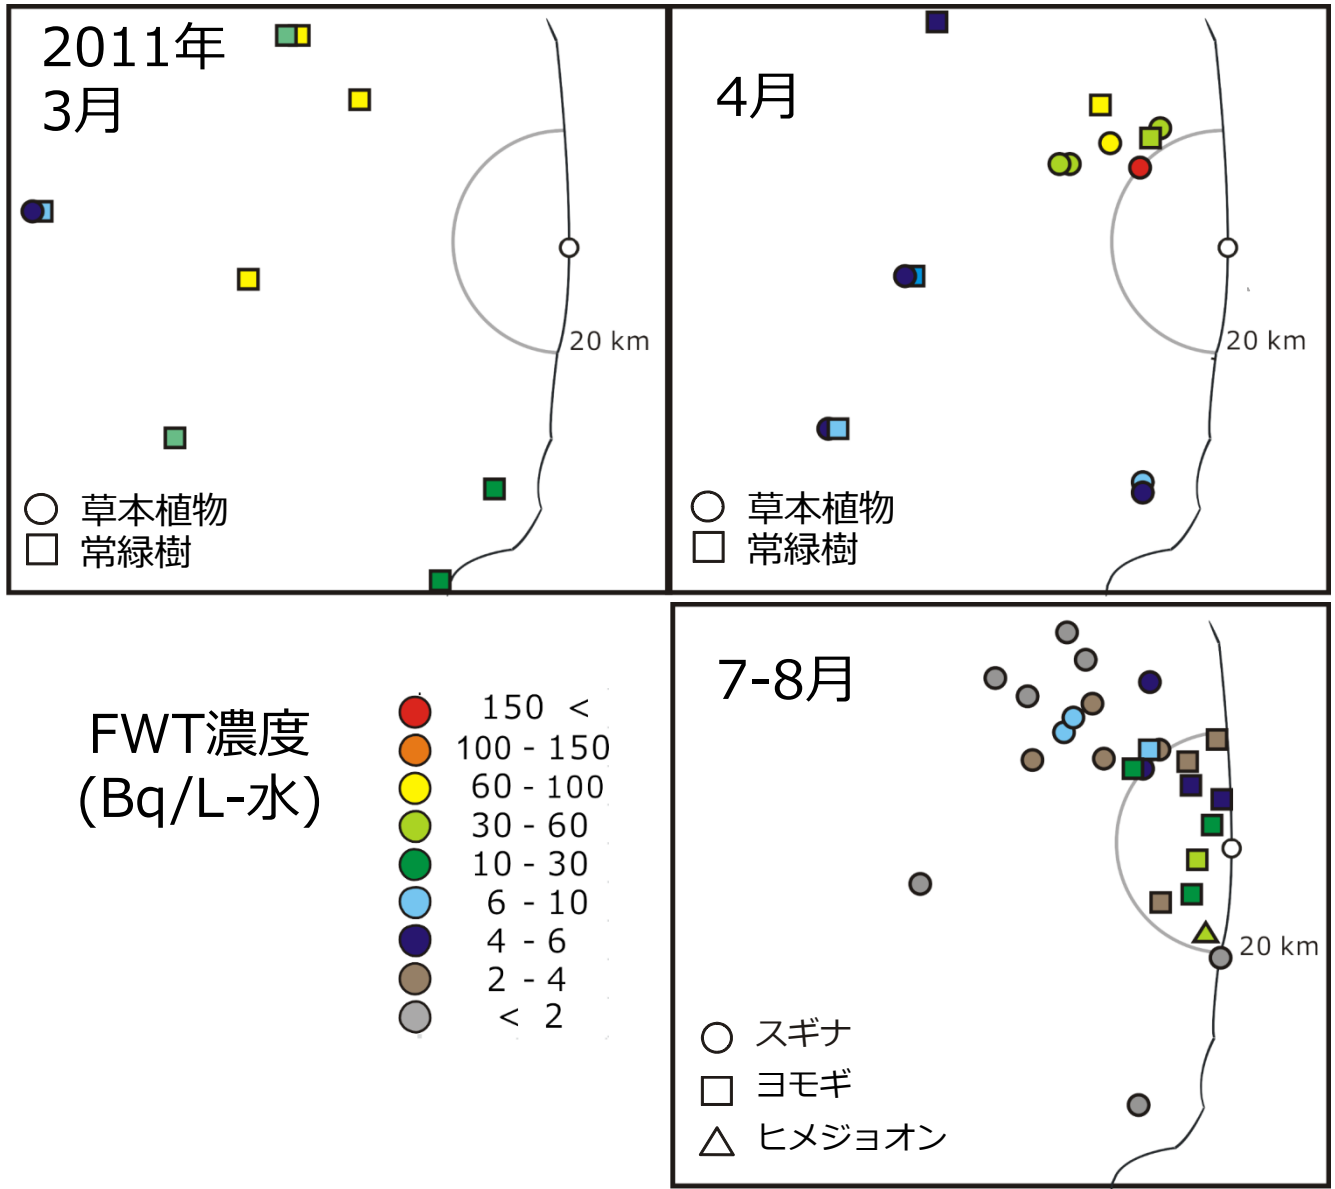 2011年
3月
20 km
草本植物
常緑樹
4月
20 km
草本植物
常緑樹
FWT濃度
(Bq/L-水)
150 <
100 - 150
60 - 100
30 - 60
10 - 30
6 - 10
4 - 6
2 - 4
< 2
7-8月
20 km
スギナ
ヨモギ
ヒメジョオン